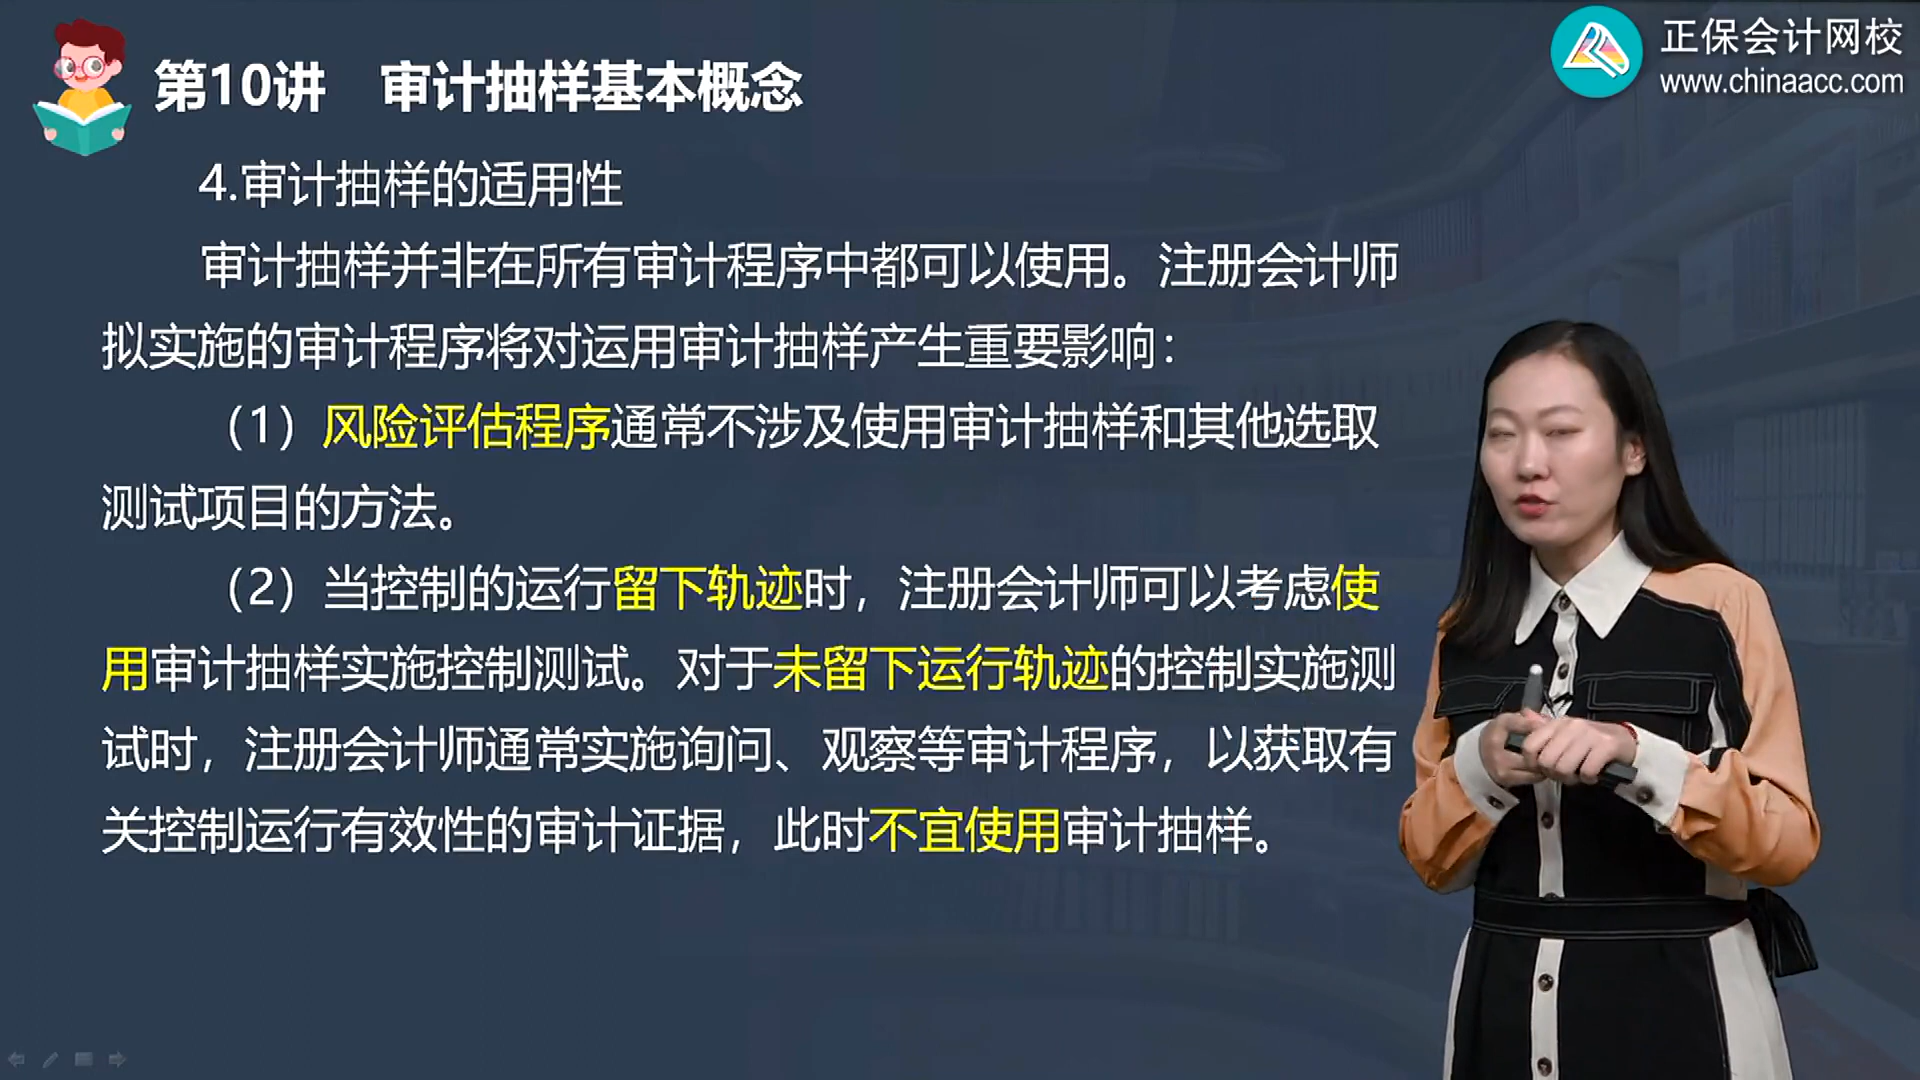 正保会计网校
www.chinaacc.com
第10讲 审计抽样基本概念
4.审计抽样的适用性
审计抽样并非在所有审计程序中都可以使用。注册会计师
拟实施的审计程序将对运用审计抽样产生重要影响：
（1）风险评估程序通常不涉及使用审计抽样和其他选取
测试项目的方法。
（2）当控制的运行留下轨迹时，注册会计师可以考虑使
用审计抽样实施控制测试。对于未留下运行轨迹的控制实施测
试时，注册会计师通常实施询问、观察等审计程序，以获取有
关控制运行有效性的审计证据，此时不宜使用审计抽样。